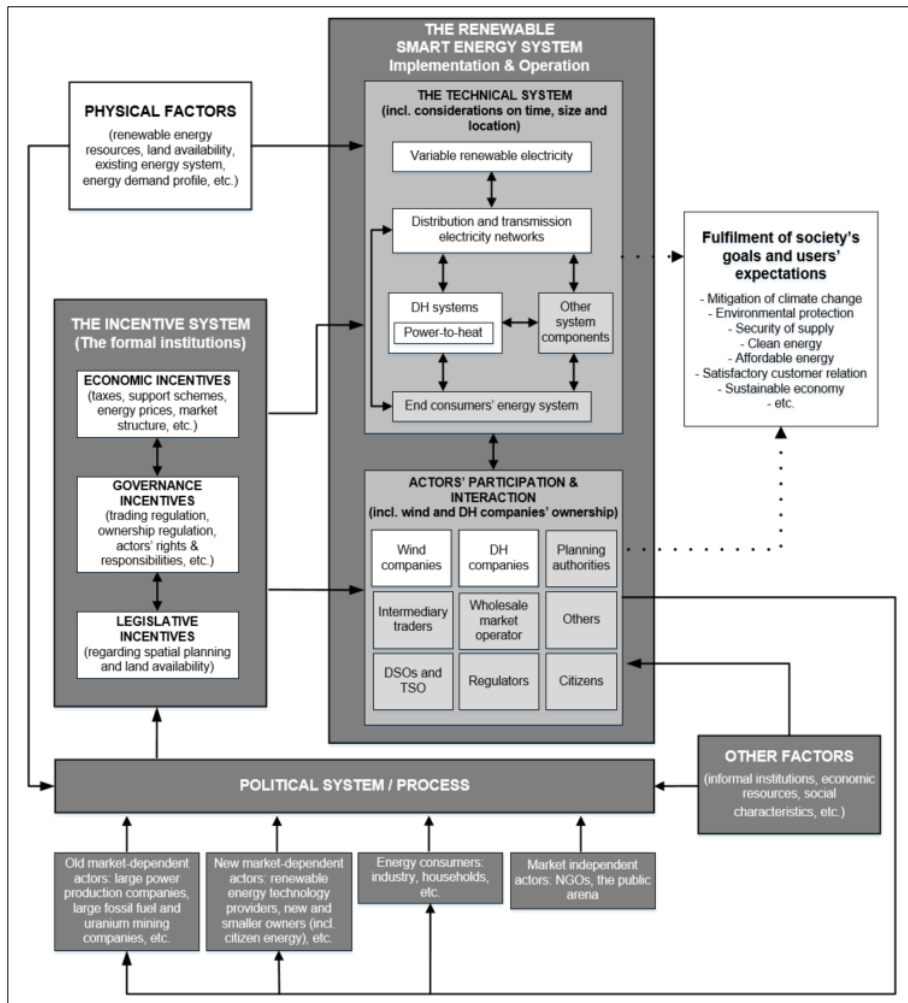 THE RENEWABLE
SMART ENERGY SYSTEM
Implementation & Operation
THE TECHNICAL SYSTEM
(incl. considerations on time, size and
location)
Variable renewable electricity
Distribution and transmission
electricity networks
DH systems
Power-to-heat
Other
system
components
End consumers' energy system
PHYSICAL FACTORS
(renewable energy
resources, land availability,
existing energy system,
energy demand profile, etc.)
Fulfilment of society's
goals and users'
expectations
- Mitigation of climate change
- Environmental protection
- Security of supply
- Clean energy
- Affordable energy
- Satisfactory customer relation
- Sustainable economy
- etc.
THE INCENTIVE SYSTEM
(The formal institutions)
ECONOMIC INCENTIVES
(taxes, support schemes,
energy prices, market
structure, etc.)
GOVERNANCE
INCENTIVES
(trading regulation,
ownership regulation,
actors' rights &
responsibilities, etc.)
LEGISLATIVE
INCENTIVES
(regarding spatial planning
and land availability)
ACTORS' PARTICIPATION &
INTERACTION
(incl. wind and DH companies' ownership)
Wind
companies
DH
companies
Planning
authorities
Intermediary
traders
Wholesale
market
operator
Others
DSOs and
TSO
Regulators
Citizens
OTHER FACTORS
(informal institutions, economic
resources, social
characteristics, etc.)
POLITICAL SYSTEM / PROCESS
Old market-dependent
actors: large power
production companies,
large fossil fuel and
uranium mining
companies, etc.
New market-dependent
actors: renewable
energy technology
providers, new and
smaller owners (incl.
citizen energy), etc.
Energy consumers:
industry, households,
etc.
Market independent
actors: NGOs, the public
arena